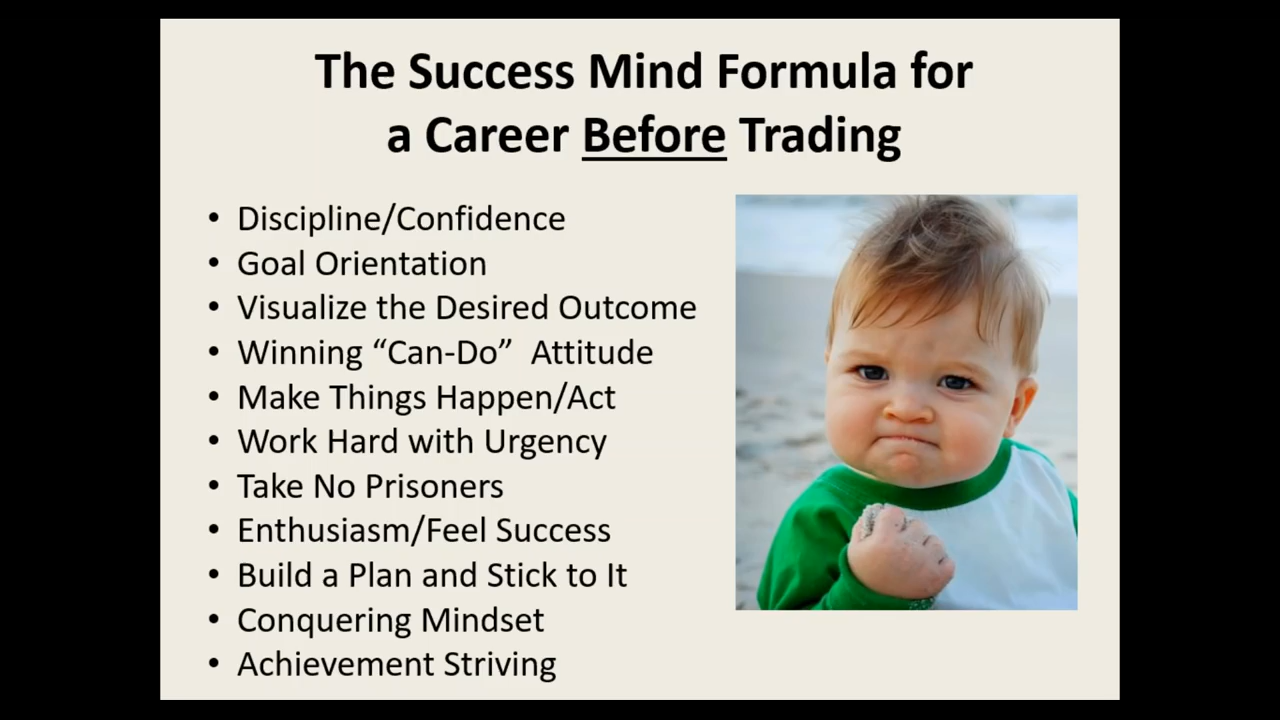 The Success Mind Formula for
a Career Before Trading
• Discipline/Confidence
• Goal Orientation
• Visualize the Desired Outcome
• Winning “Can-Do”  Attitude
• Make Things Happen/Act
• Work Hard with Urgency
• Take No Prisoners
• Enthusiasm/Feel Success
• Build a Plan and Stick to It
• Conquering Mindset
• Achievement Striving